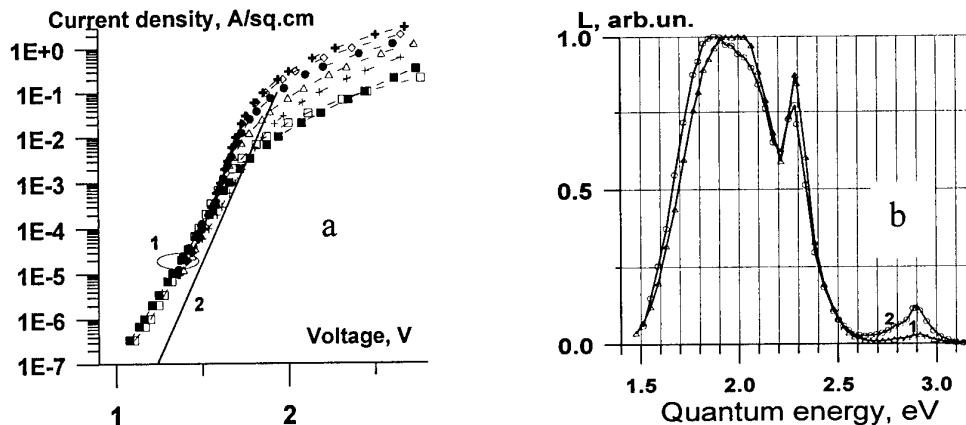 Current density, A/sq.cm
1E+0
1E-1
1E-2
1E-3
1E-4
1E-5
1E-6
1E-7
1
2
a
Voltage, V
1
2
L, arb.un.
1.0
0.5
0.0
b
2
1
1.5
2.0
2.5
3.0
Quantum energy, eV